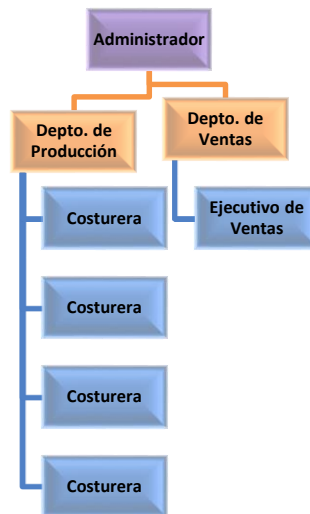 Administrador
Depto. de
Producción
Depto. de
Ventas
Costurera
Ejecutivo de
Ventas
Costurera
Costurera
Costurera